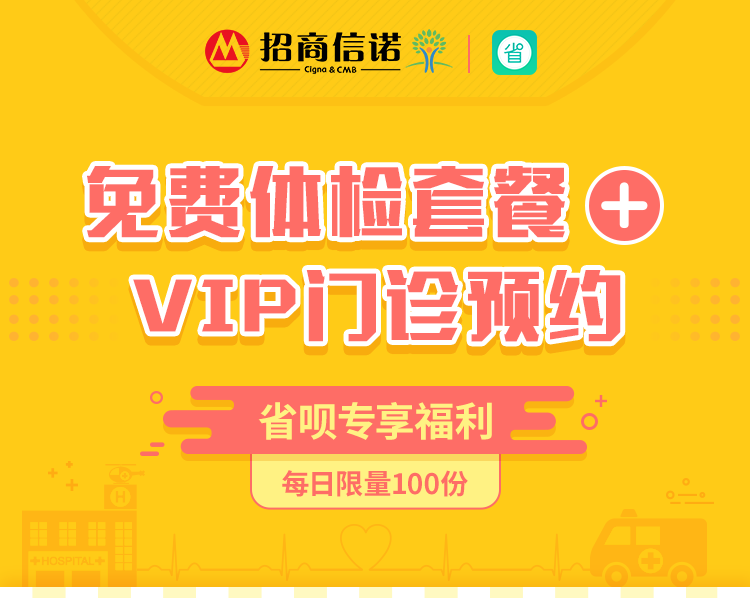 招商信诺
Cigna & CMB
省
免费体检套餐
VIP门诊预约
省呗专享福利
每日限量100份
H
HOSPITAL